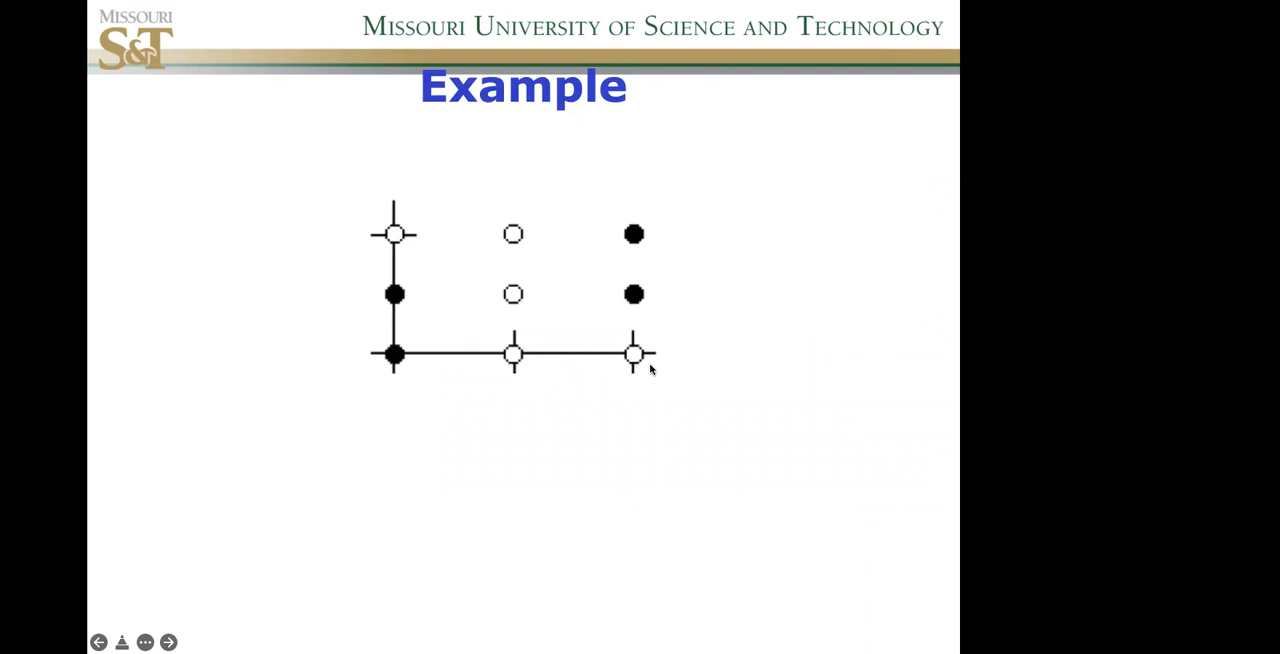 MISSOURI
S&T
MISSOURI UNIVERSITY OF SCIENCE AND TECHNOLOGY
Example